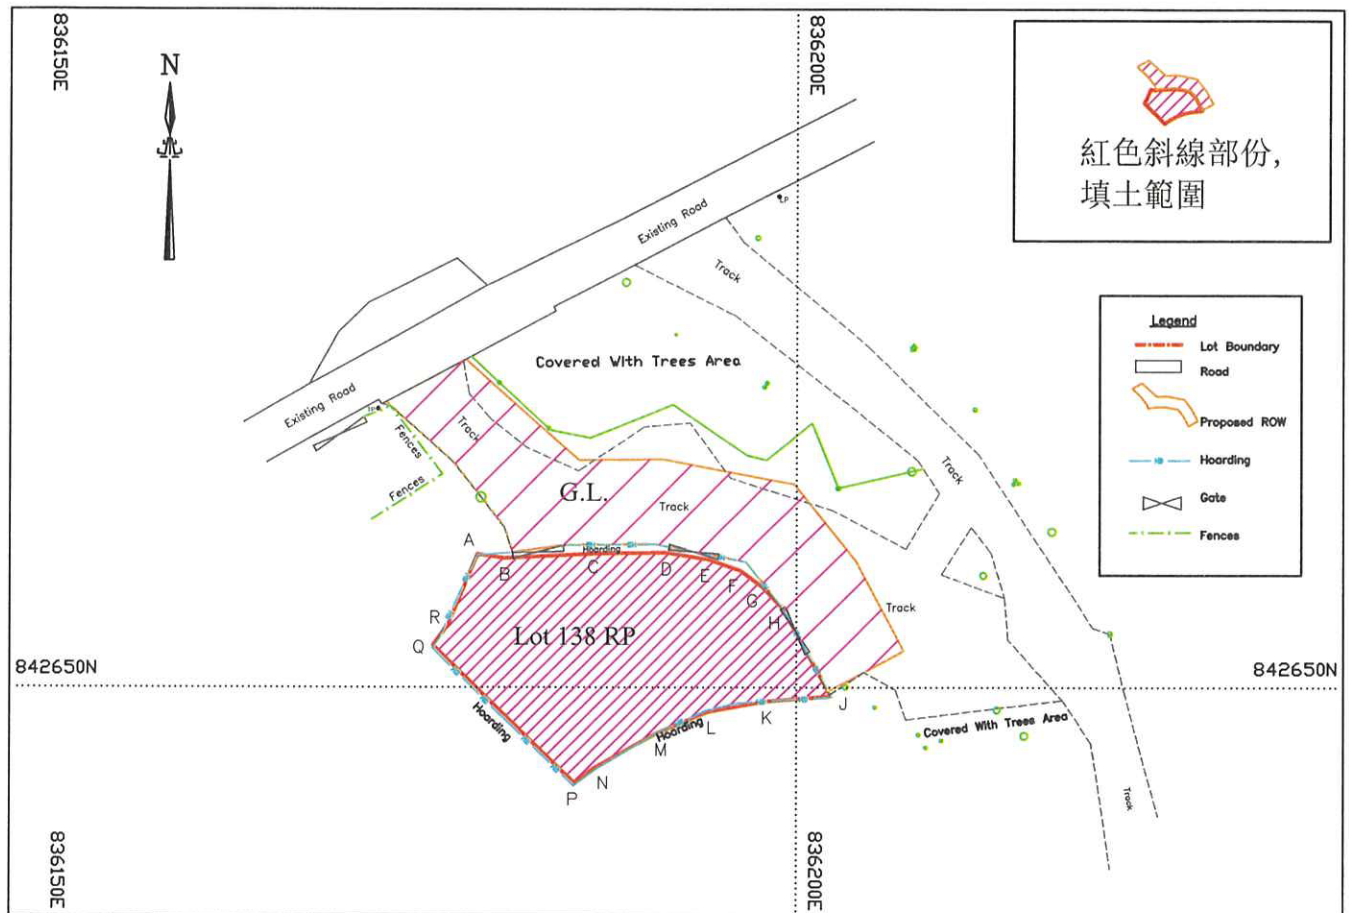 836150E
836200E
N
紅色斜線部份,
填土範圍
LP
Existing Road
Track
Legend
Lot Boundary
Road
Proposed ROW
Hoarding
Gate
Fences
Covered With Trees Area
Existing Road
Track
Fences
Fences
Track
G.L.
Track
A
B
Hoarding
C
D
E
F
G
H
Track
R
Q
Lot 138 RP
842650N
842650N
J
K
L
Hoarding
Hoarding
M
N
P
Covered With Trees Area
Track
836150E
836200E